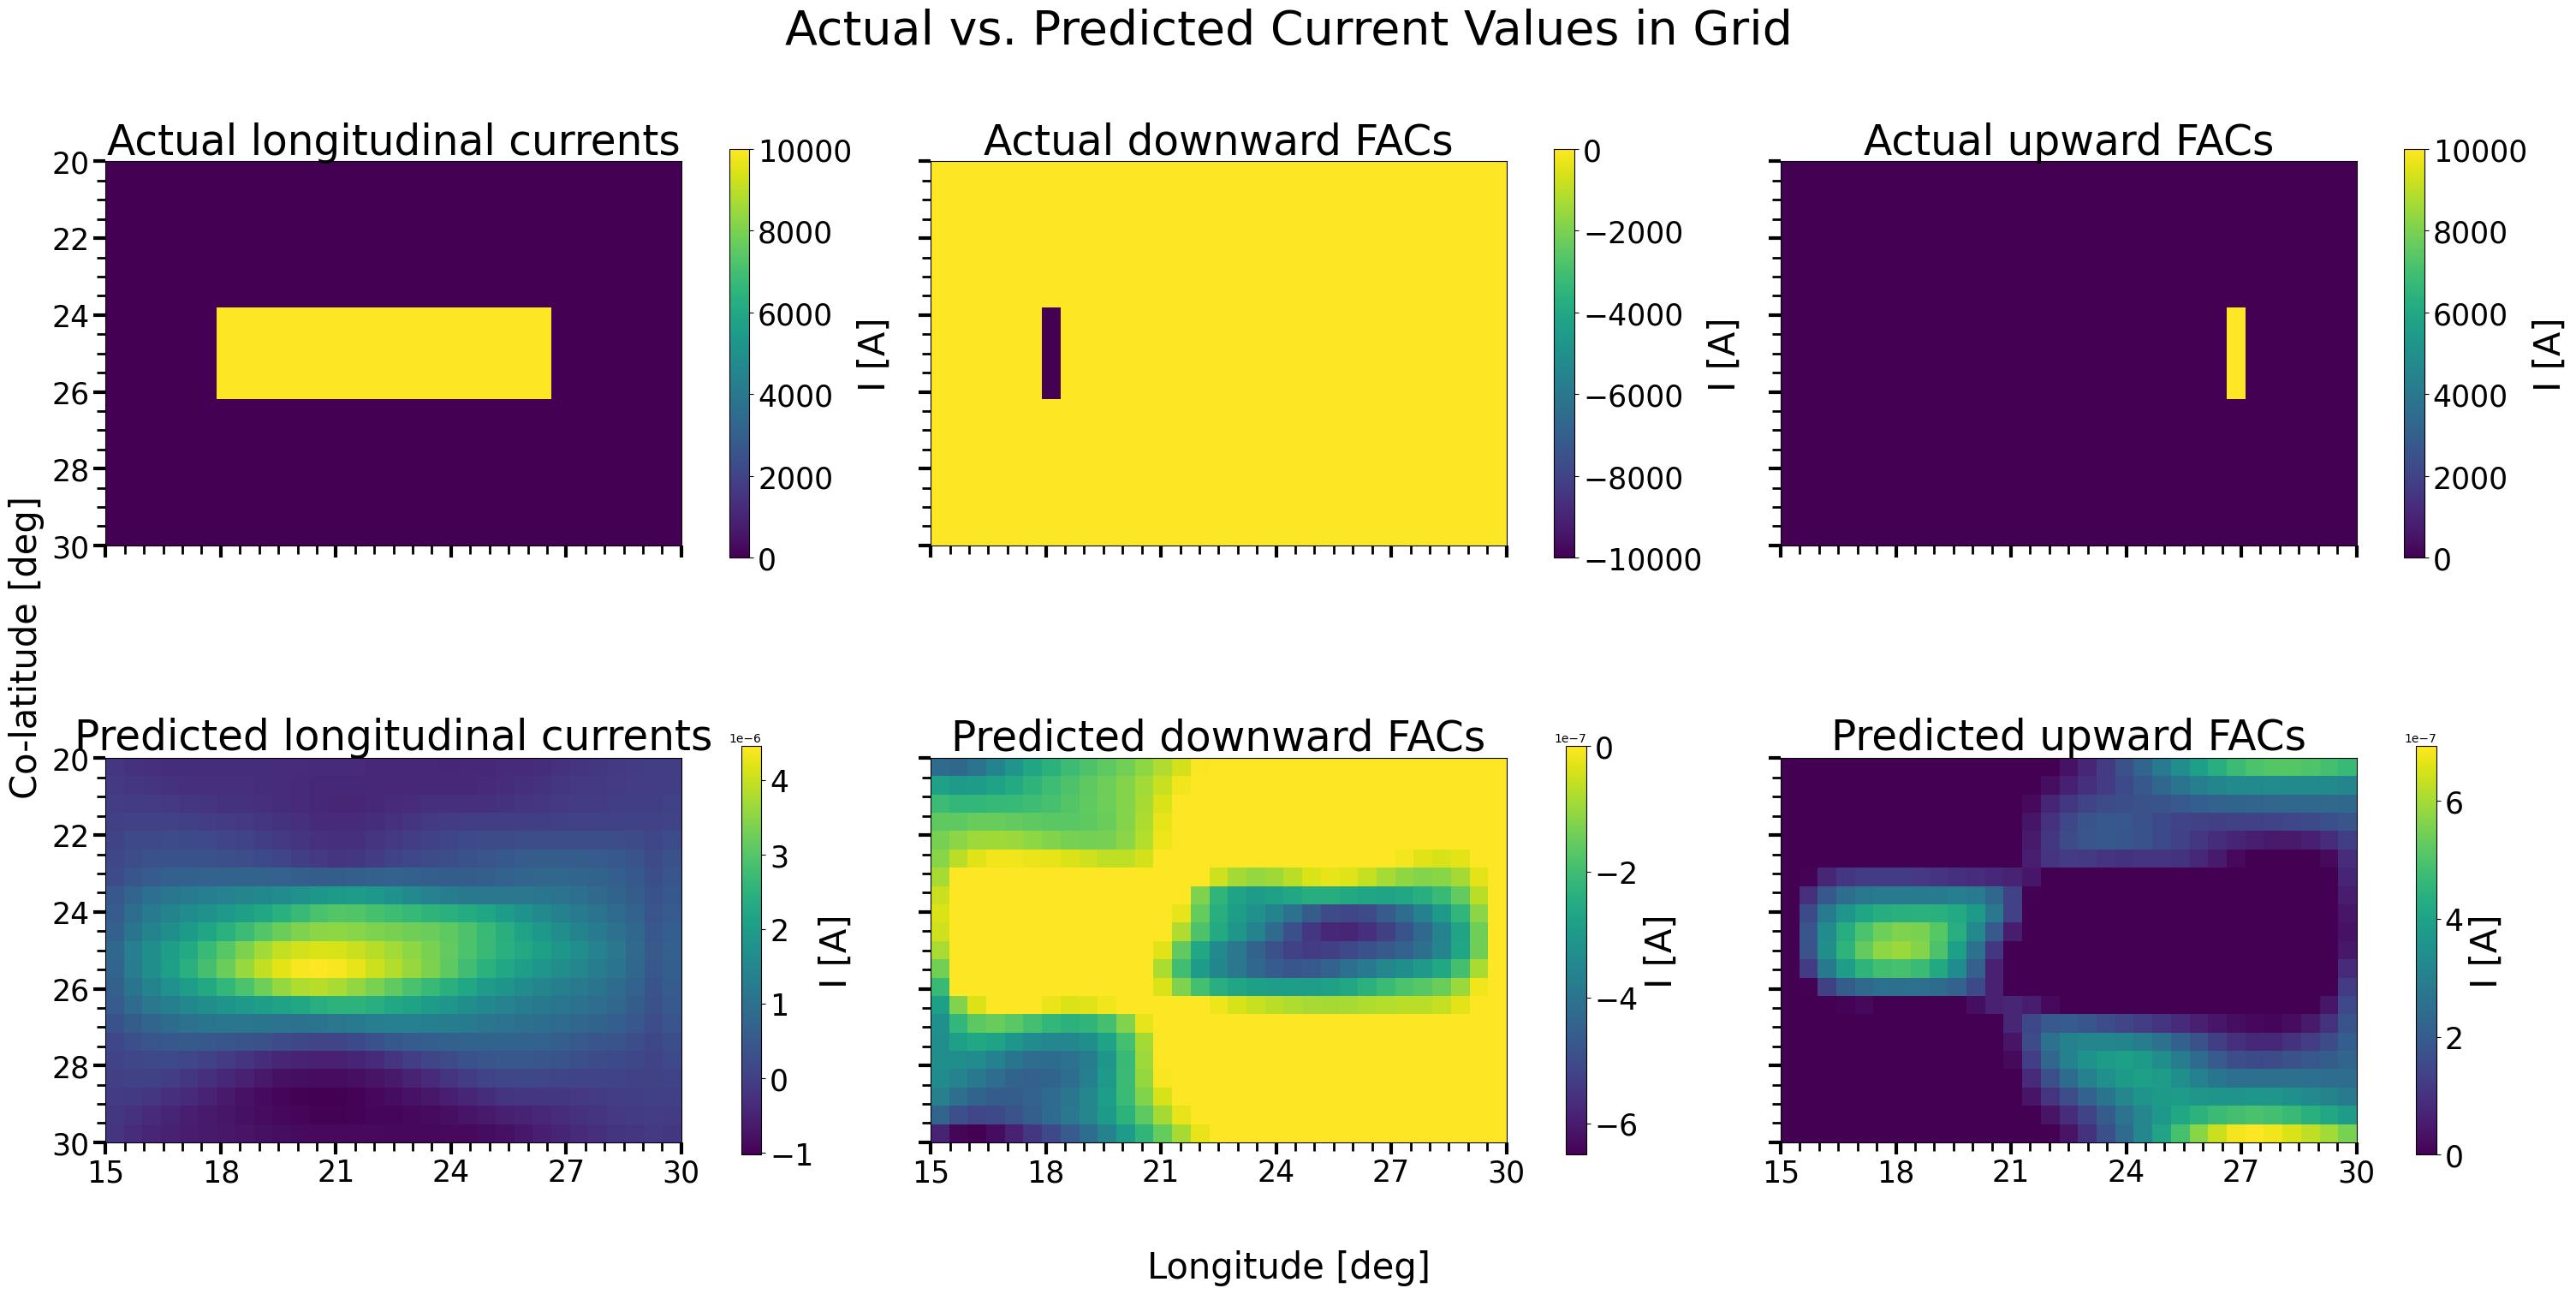 Actual vs. Predicted Current Values in Grid
Actual longitudinal currents
Actual downward FACs
Actual upward FACs
20
22
24
26
28
30
10000
8000
6000
4000
2000
0
I [A]
0
−2000
−4000
−6000
−8000
−10000
I [A]
10000
8000
6000
4000
2000
0
I [A]
Co-latitude [deg]
Predicted longitudinal currents
Predicted downward FACs
Predicted upward FACs
20
22
24
26
28
30
15 18 21 24 27 30
1e−6
4
3
2
1
0
−1
I [A]
15 18 21 24 27 30
1e−7
0
−2
−4
−6
I [A]
15 18 21 24 27 30
1e−7
6
4
2
0
I [A]
Longitude [deg]